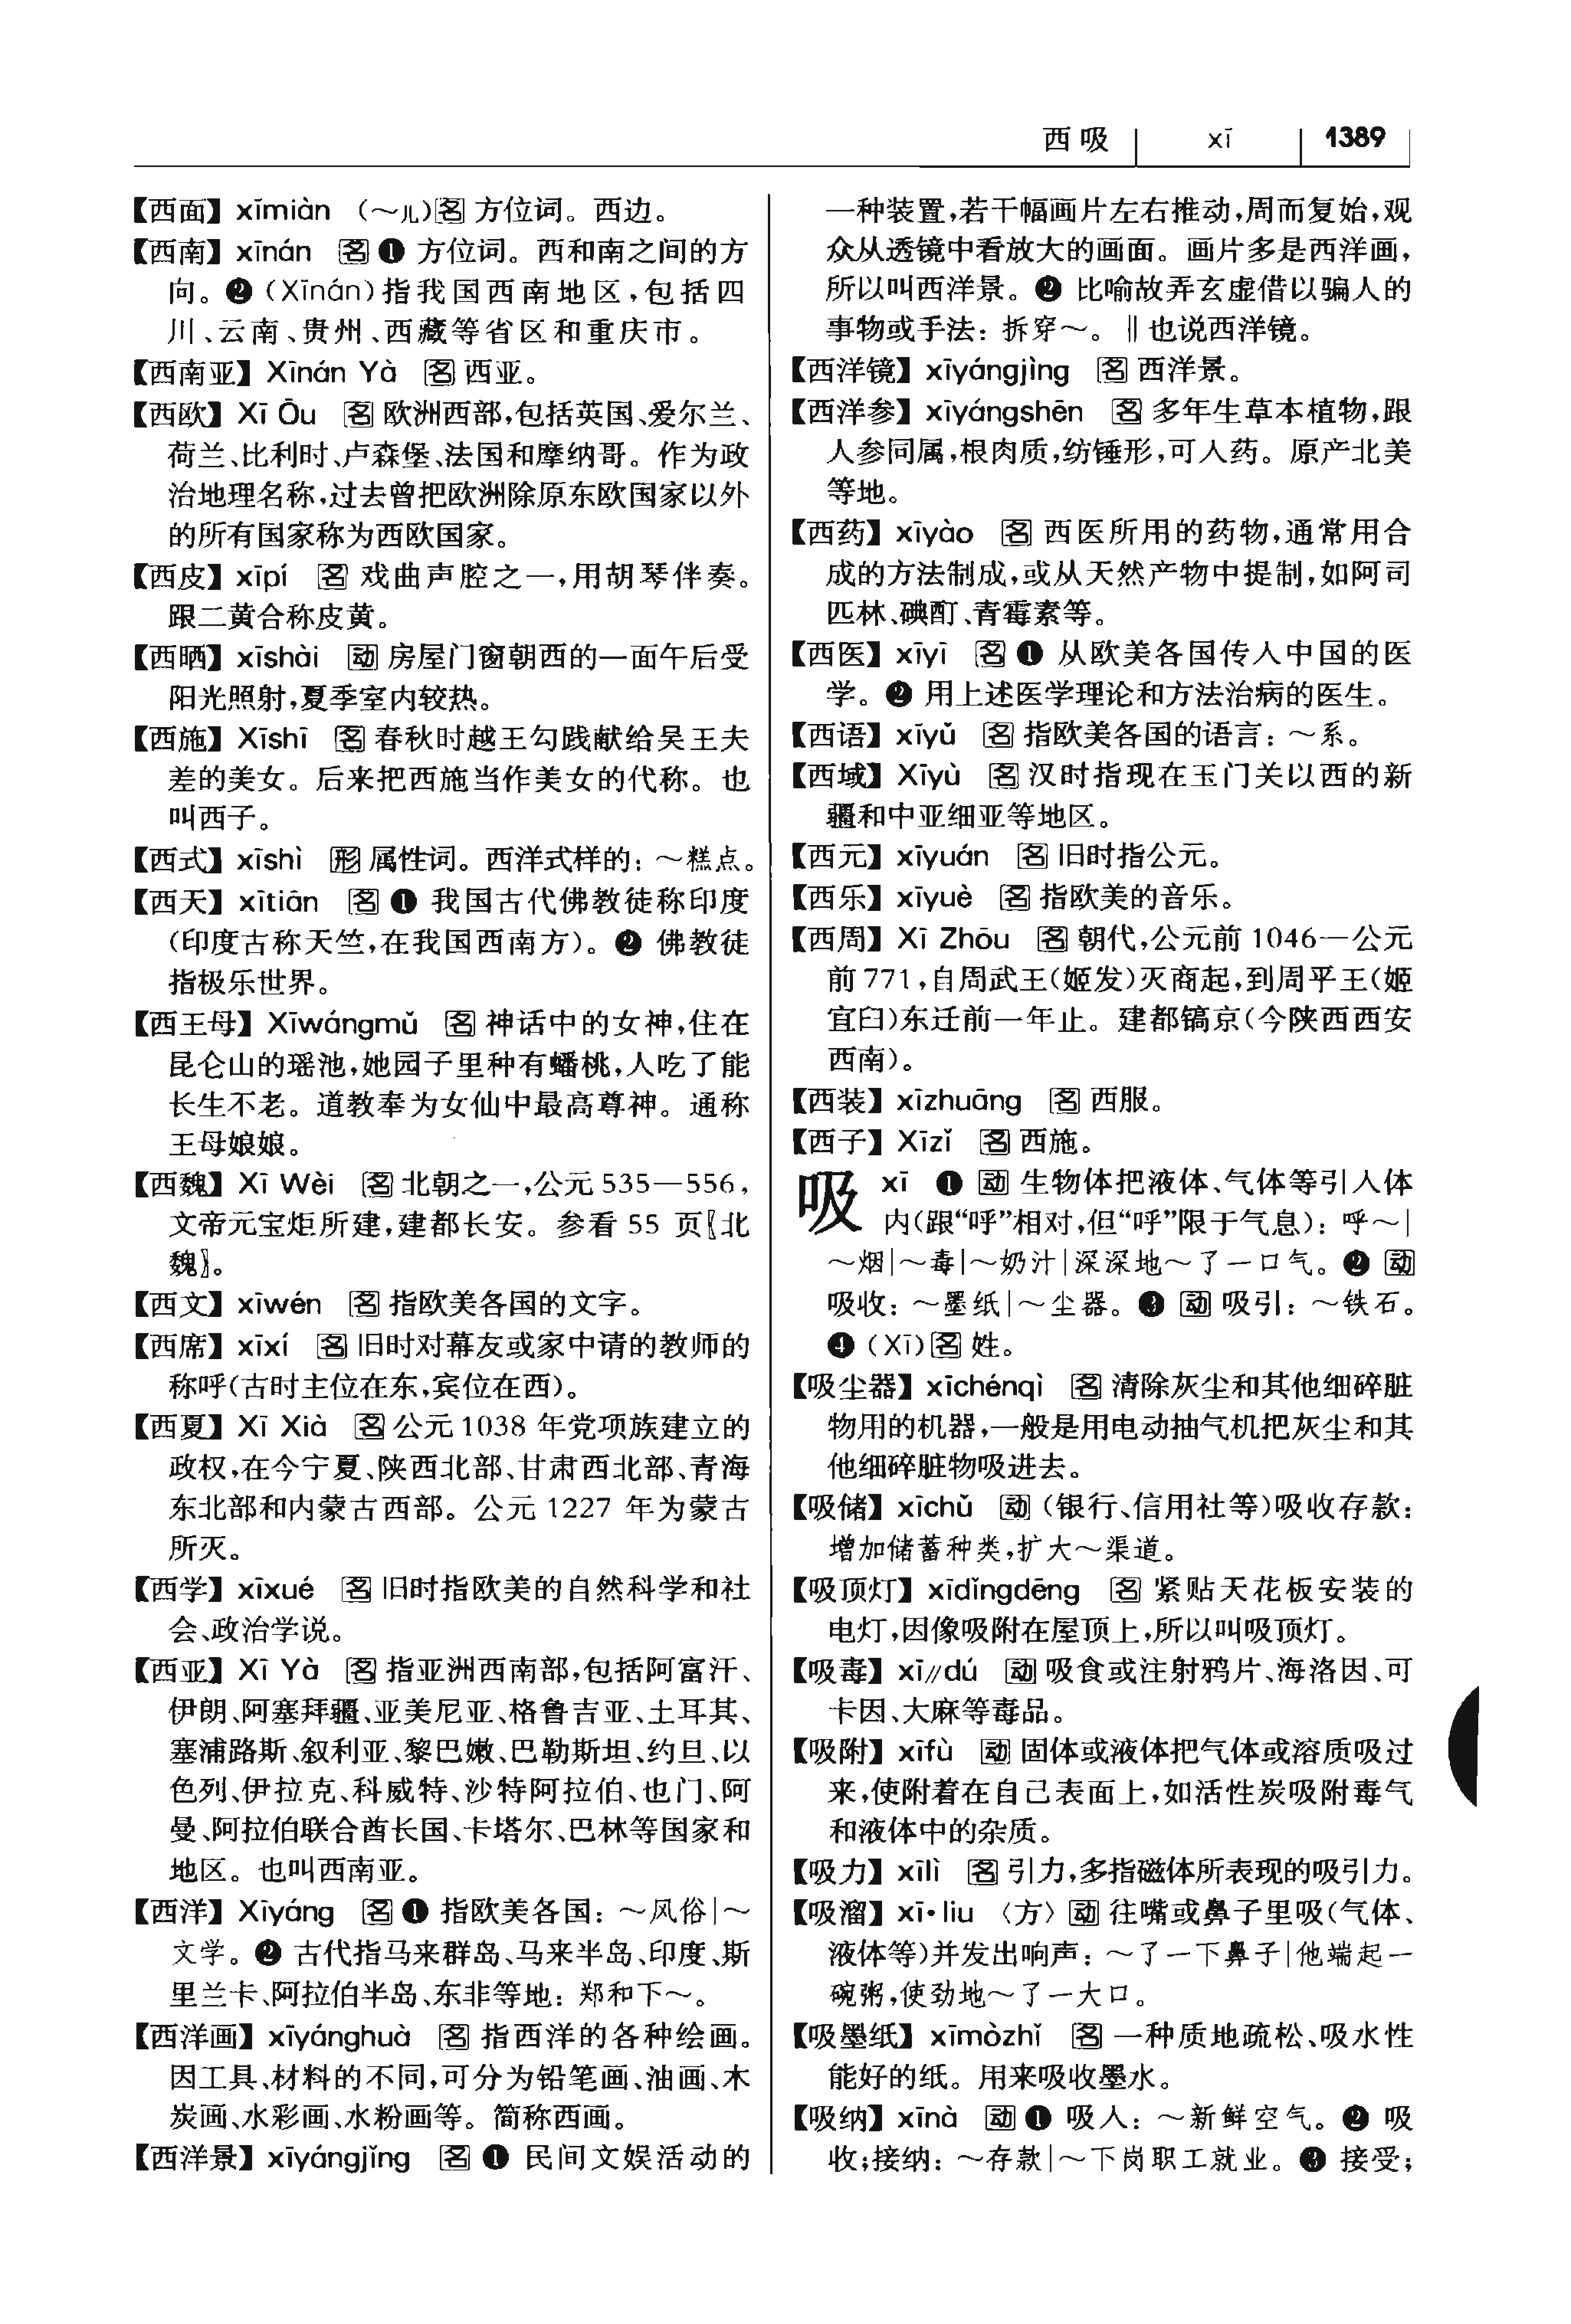 西吸 xī 1389
【西面】xīmiàn （～儿）名 方位词。西边。
【西南】xīnán 名 ❶ 方位词。西和南之间的方
向。❷（Xīnán）指我国西南地区，包括四
川、云南、贵州、西藏等省区和重庆市。
【西南亚】Xīnán Yà 名 西亚。
【西欧】Xī Ōu 名 欧洲西部，包括英国、爱尔兰、
荷兰、比利时、卢森堡、法国和摩纳哥。作为政
治地理名称，过去曾把欧洲除原东欧国家以外
的所有国家称为西欧国家。
【西皮】xīpí 名 戏曲声腔之一，用胡琴伴奏。
跟二黄合称皮黄。
【西晒】xīshài 动 房屋门窗朝西的一面午后受
阳光照射，夏季室内较热。
【西施】Xīshī 名 春秋时越王勾践献给吴王夫
差的美女。后来把西施当作美女的代称。也
叫西子。
【西式】xīshì 形 属性词。西洋式样的：～糕点。
【西天】xītiān 名 ❶ 我国古代佛教徒称印度
（印度古称天竺，在我国西南方）。❷ 佛教徒
指极乐世界。
【西王母】Xīwángmǔ 名 神话中的女神，住在
昆仑山的瑶池，她园子里种有蟠桃，人吃了能
长生不老。道教奉为女仙中最高尊神。通称
王母娘娘。
【西魏】Xī Wèi 名 北朝之一，公元 535—556，
文帝元宝炬所建，建都长安。参看 55 页〖北
魏〗。
【西文】xīwén 名 指欧美各国的文字。
【西席】xīxí 名 旧时对幕友或家中请的教师的
称呼（古时主位在东，宾位在西）。
【西夏】Xī Xià 名 公元 1038 年党项族建立的
政权，在今宁夏、陕西北部、甘肃西北部、青海
东北部和内蒙古西部。公元 1227 年为蒙古
所灭。
【西学】xīxué 名 旧时指欧美的自然科学和社
会、政治学说。
【西亚】Xī Yà 名 指亚洲西南部，包括阿富汗、
伊朗、阿塞拜疆、亚美尼亚、格鲁吉亚、土耳其、
塞浦路斯、叙利亚、黎巴嫩、巴勒斯坦、约旦、以
色列、伊拉克、科威特、沙特阿拉伯、也门、阿
曼、阿拉伯联合酋长国、卡塔尔、巴林等国家和
地区。也叫西南亚。
【西洋】Xīyáng 名 ❶ 指欧美各国：～风俗｜～
文学。❷ 古代指马来群岛、马来半岛、印度、斯
里兰卡、阿拉伯半岛、东非等地：郑和下～。
【西洋画】xīyánghuà 名 指西洋的各种绘画。
因工具、材料的不同，可分为铅笔画、油画、木
炭画、水彩画、水粉画等。简称西画。
【西洋景】xīyángjǐng 名 ❶ 民间文娱活动的
一种装置，若干幅画片左右推动，周而复始，观
众从透镜中看放大的画面。画片多是西洋画，
所以叫西洋景。❷ 比喻故弄玄虚借以骗人的
事物或手法：拆穿～。‖也说西洋镜。
【西洋镜】xīyángjìng 名 西洋景。
【西洋参】xīyángshēn 名 多年生草本植物，跟
人参同属，根肉质，纺锤形，可入药。原产北美
等地。
【西药】xīyào 名 西医所用的药物，通常用合
成的方法制成，或从天然产物中提制，如阿司
匹林、碘酊、青霉素等。
【西医】xīyī 名 ❶ 从欧美各国传入中国的医
学。❷ 用上述医学理论和方法治病的医生。
【西语】xīyǔ 名 指欧美各国的语言：～系。
【西域】Xīyù 名 汉时指现在玉门关以西的新
疆和中亚细亚等地区。
【西元】xīyuán 名 旧时指公元。
【西乐】xīyuè 名 指欧美的音乐。
【西周】Xī Zhōu 名 朝代，公元前 1046—公元
前 771，自周武王（姬发）灭商起，到周平王（姬
宜臼）东迁前一年止。建都镐京（今陕西西安
西南）。
【西装】xīzhuāng 名 西服。
【西子】Xīzǐ 名 西施。
吸 xī ❶ 动 生物体把液体、气体等引入体
内（跟“呼”相对，但“呼”限于气息）：呼～｜
～烟｜～毒｜～奶汁｜深深地～了一口气。❷ 动
吸收：～墨纸｜～尘器。❸ 动 吸引：～铁石。
❹（Xī）名 姓。
【吸尘器】xīchénqì 名 清除灰尘和其他细碎脏
物用的机器，一般是用电动抽气机把灰尘和其
他细碎脏物吸进去。
【吸储】xīchǔ 动（银行、信用社等）吸收存款：
增加储蓄种类，扩大～渠道。
【吸顶灯】xīdǐngdēng 名 紧贴天花板安装的
电灯，因像吸附在屋顶上，所以叫吸顶灯。
【吸毒】xī//dú 动 吸食或注射鸦片、海洛因、可
卡因、大麻等毒品。
【吸附】xīfù 动 固体或液体把气体或溶质吸过
来，使附着在自己表面上，如活性炭吸附毒气
和液体中的杂质。
【吸力】xīlì 名 引力，多指磁体所表现的吸引力。
【吸溜】xī·liu 〈方〉动 往嘴或鼻子里吸（气体、
液体等）并发出响声：～了一下鼻子｜他端起一
碗粥，使劲地～了一大口。
【吸墨纸】xīmòzhǐ 名 一种质地疏松、吸水性
能好的纸。用来吸收墨水。
【吸纳】xīnà 动 ❶ 吸入：～新鲜空气。❷ 吸
收；接纳：～存款｜～下岗职工就业。❸ 接受；